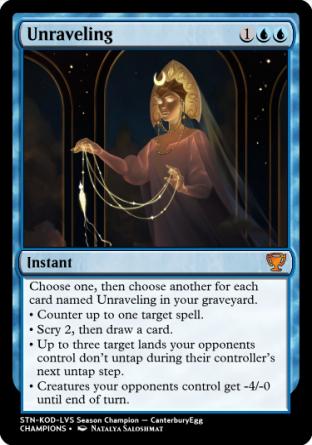 Unraveling 1
Instant
Choose one, then choose another for each
card named Unraveling in your graveyard.
• Counter up to one target spell.
• Scry 2, then draw a card.
• Up to three target lands your opponents
control don't untap during their controller's
next untap step.
• Creatures your opponents control get -4/-0
until end of turn.
STN-KOD-LVS Season Champion — CanterburyEgg
CHAMPIONS • Natalya Saloshmat